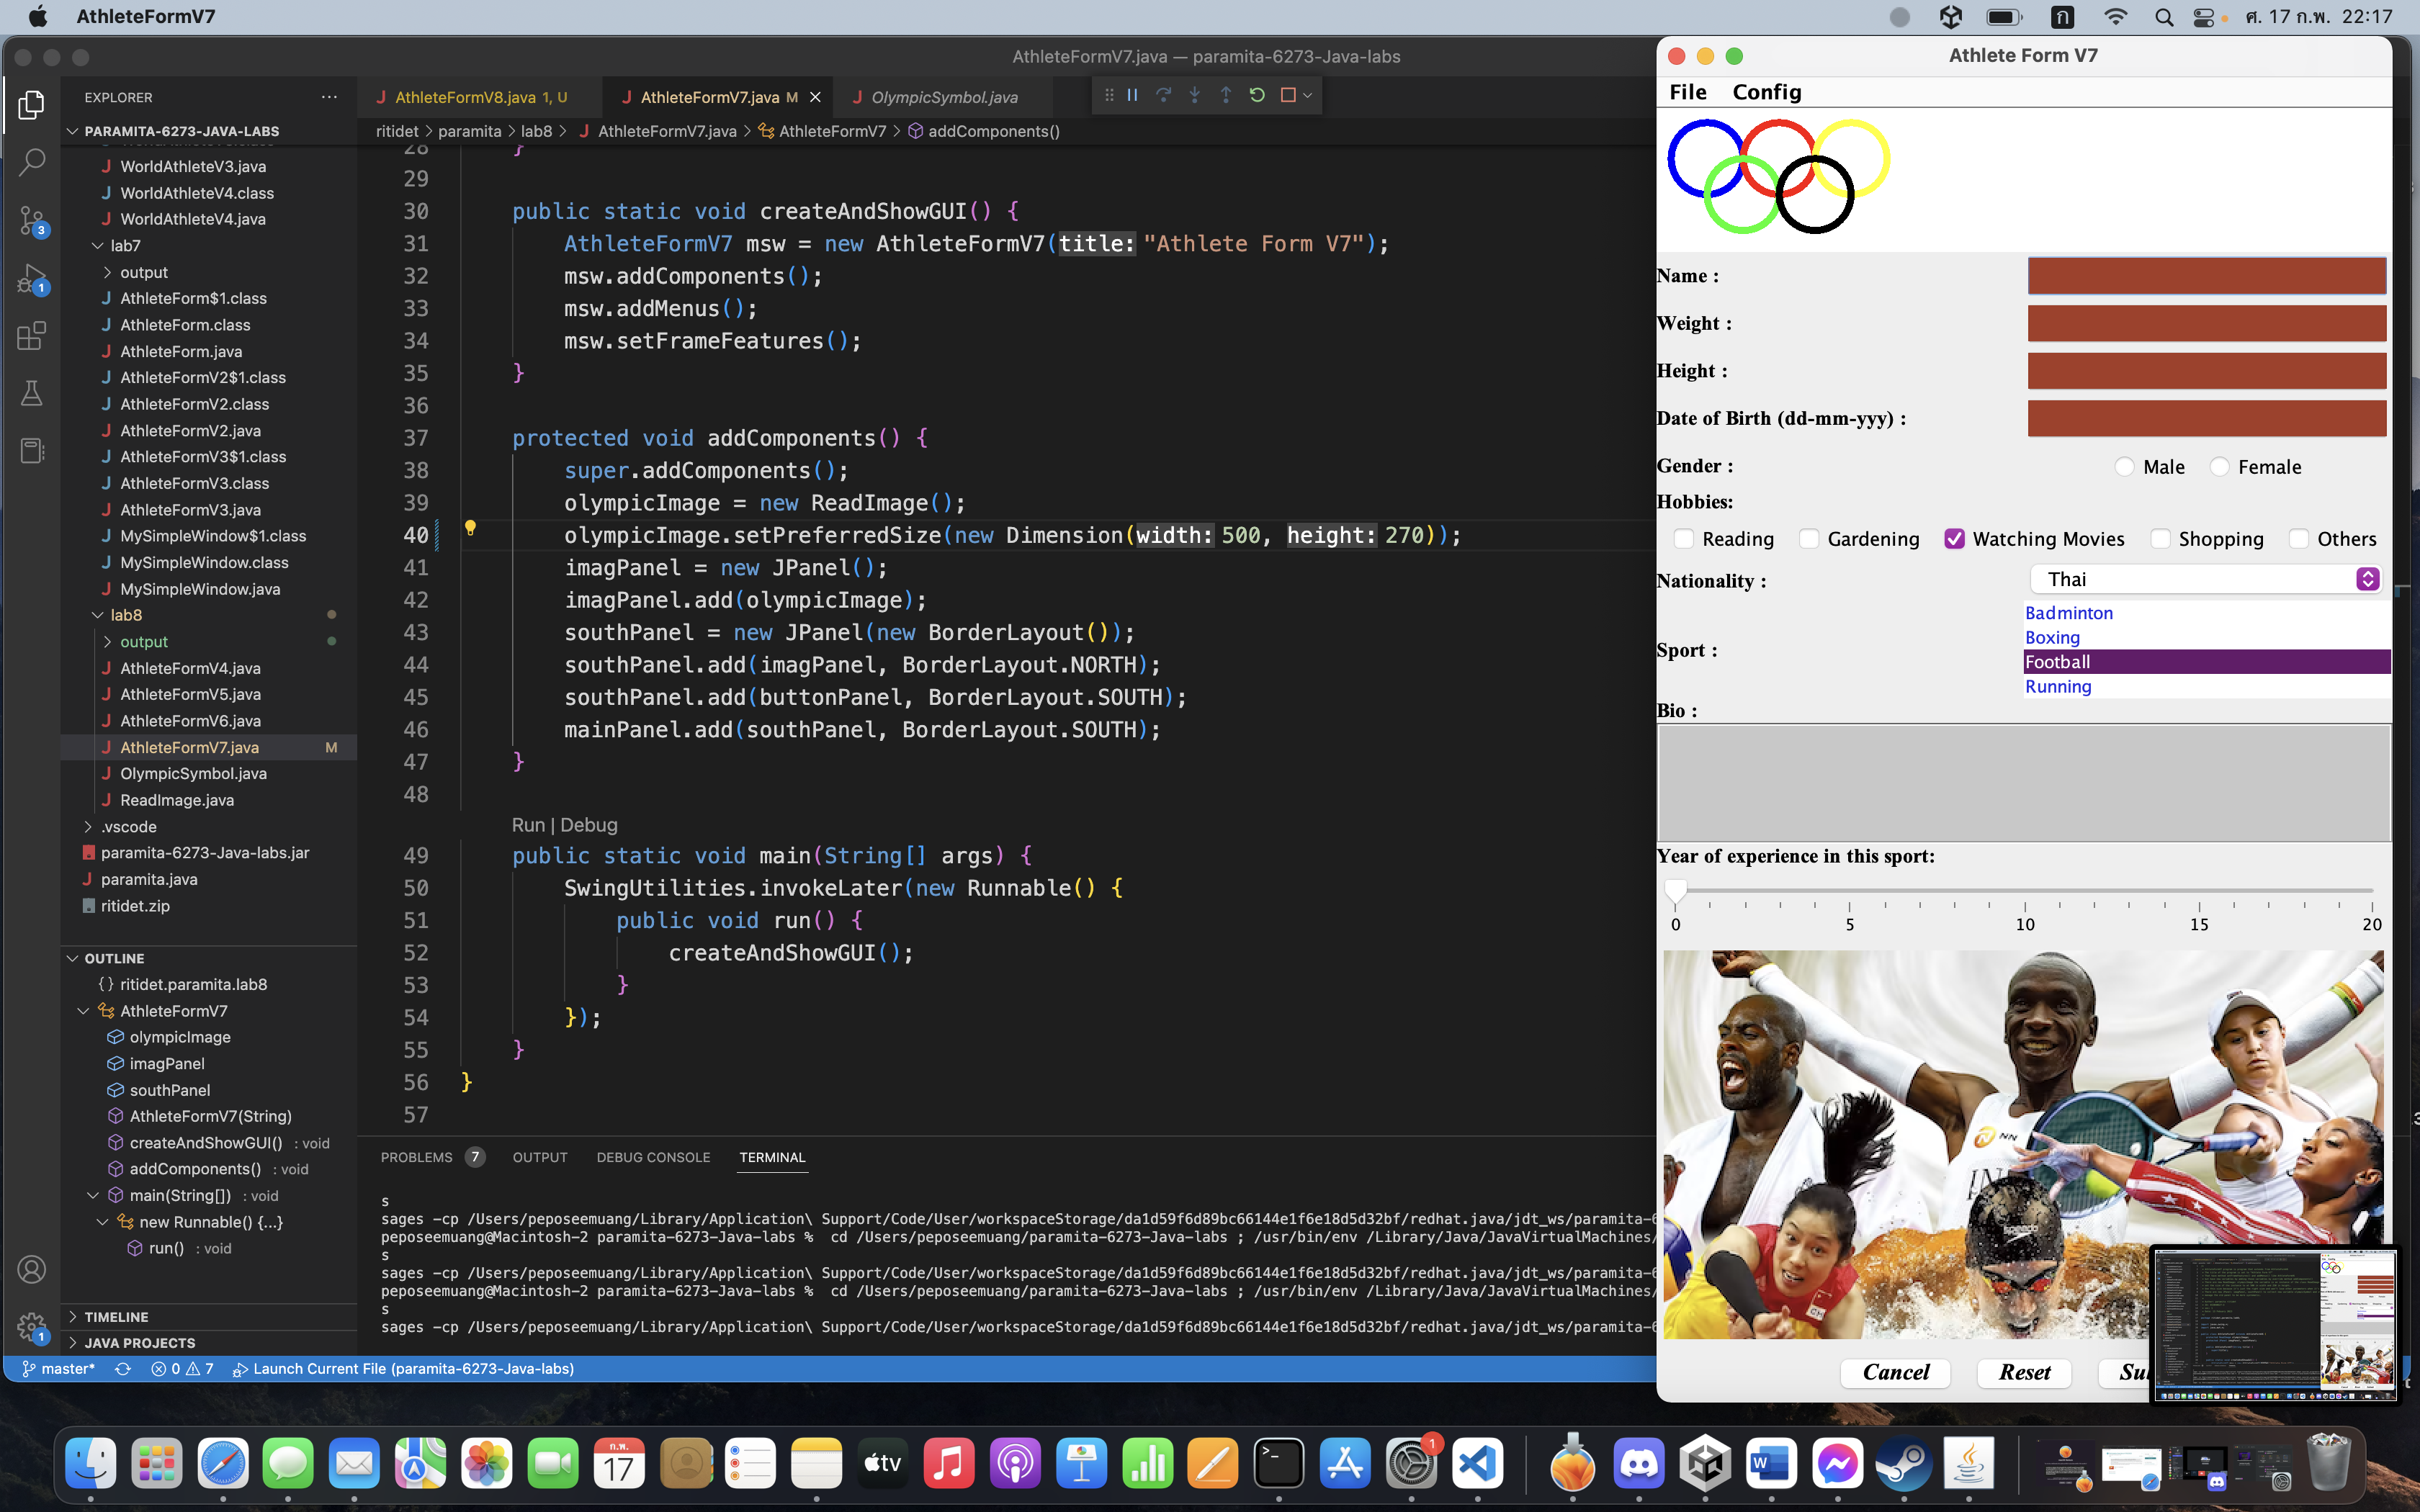 AthleteFormV7
ก
ศ. 17 ก.พ. 22:17
AthleteFormV7.java — paramita-6273-Java-labs
EXPLORER
AthleteFormV8.java 1, U
AthleteFormV7.java M
OlympicSymbol.java
PARAMITA-6273-JAVA-LABS
ritidet > paramita > lab8 > AthleteFormV7.java > AthleteFormV7 > addComponents()
WorldAthleteV3.java
WorldAthleteV4.class
WorldAthleteV4.java
lab7
output
AthleteForm$1.class
AthleteForm.class
AthleteForm.java
AthleteFormV2$1.class
AthleteFormV2.class
AthleteFormV2.java
AthleteFormV3$1.class
AthleteFormV3.class
AthleteFormV3.java
MySimpleWindow$1.class
MySimpleWindow.class
MySimpleWindow.java
lab8
output
AthleteFormV4.java
AthleteFormV5.java
AthleteFormV6.java
AthleteFormV7.java M
OlympicSymbol.java
ReadImage.java
.vscode
paramita-6273-Java-labs.jar
paramita.java
ritidet.zip
OUTLINE
{} ritidet.paramita.lab8
AthleteFormV7
olympicImage
imagPanel
southPanel
AthleteFormV7(String)
createAndShowGUI() : void
addComponents() : void
main(String[]) : void
new Runnable() {...}
run() : void
TIMELINE
JAVA PROJECTS
3
1
1
28 }
29
30 public static void createAndShowGUI() {
31 AthleteFormV7 msw = new AthleteFormV7(title: "Athlete Form V7");
32 msw.addComponents();
33 msw.addMenus();
34 msw.setFrameFeatures();
35 }
36
37 protected void addComponents() {
38 super.addComponents();
39 olympicImage = new ReadImage();
40 olympicImage.setPreferredSize(new Dimension(width: 500, height: 270));
41 imagPanel = new JPanel();
42 imagPanel.add(olympicImage);
43 southPanel = new JPanel(new BorderLayout());
44 southPanel.add(imagPanel, BorderLayout.NORTH);
45 southPanel.add(buttonPanel, BorderLayout.SOUTH);
46 mainPanel.add(southPanel, BorderLayout.SOUTH);
47 }
48
Run | Debug
49 public static void main(String[] args) {
50 SwingUtilities.invokeLater(new Runnable() {
51 public void run() {
52 createAndShowGUI();
53 }
54 });
55 }
56 }
57
PROBLEMS 7 OUTPUT DEBUG CONSOLE TERMINAL
s
sages -cp /Users/peposeemuang/Library/Application\ Support/Code/User/workspaceStorage/da1d59f6d89bc66144e1f6e18d5d32bf/redhat.java/jdt_ws/paramita-6
peposeemuang@Macintosh-2 paramita-6273-Java-labs % cd /Users/peposeemuang/paramita-6273-Java-labs ; /usr/bin/env /Library/Java/JavaVirtualMachines/
s
sages -cp /Users/peposeemuang/Library/Application\ Support/Code/User/workspaceStorage/da1d59f6d89bc66144e1f6e18d5d32bf/redhat.java/jdt_ws/paramita-6
peposeemuang@Macintosh-2 paramita-6273-Java-labs % cd /Users/peposeemuang/paramita-6273-Java-labs ; /usr/bin/env /Library/Java/JavaVirtualMachines/
s
sages -cp /Users/peposeemuang/Library/Application\ Support/Code/User/workspaceStorage/da1d59f6d89bc66144e1f6e18d5d32bf/redhat.java/jdt_ws/paramita-6
master* 0 7 Launch Current File (paramita-6273-Java-labs)
Athlete Form V7
File Config
Name :
Weight :
Height :
Date of Birth (dd-mm-yyy) :
Gender : Male Female
Hobbies:
Reading Gardening Watching Movies Shopping Others
Nationality : Thai
Sport :
Badminton
Boxing
Football
Running
Bio :
Year of experience in this sport:
0 5 10 15 20
NN
speedo
Cancel Reset Su
ก.พ.
17
tv
1
W